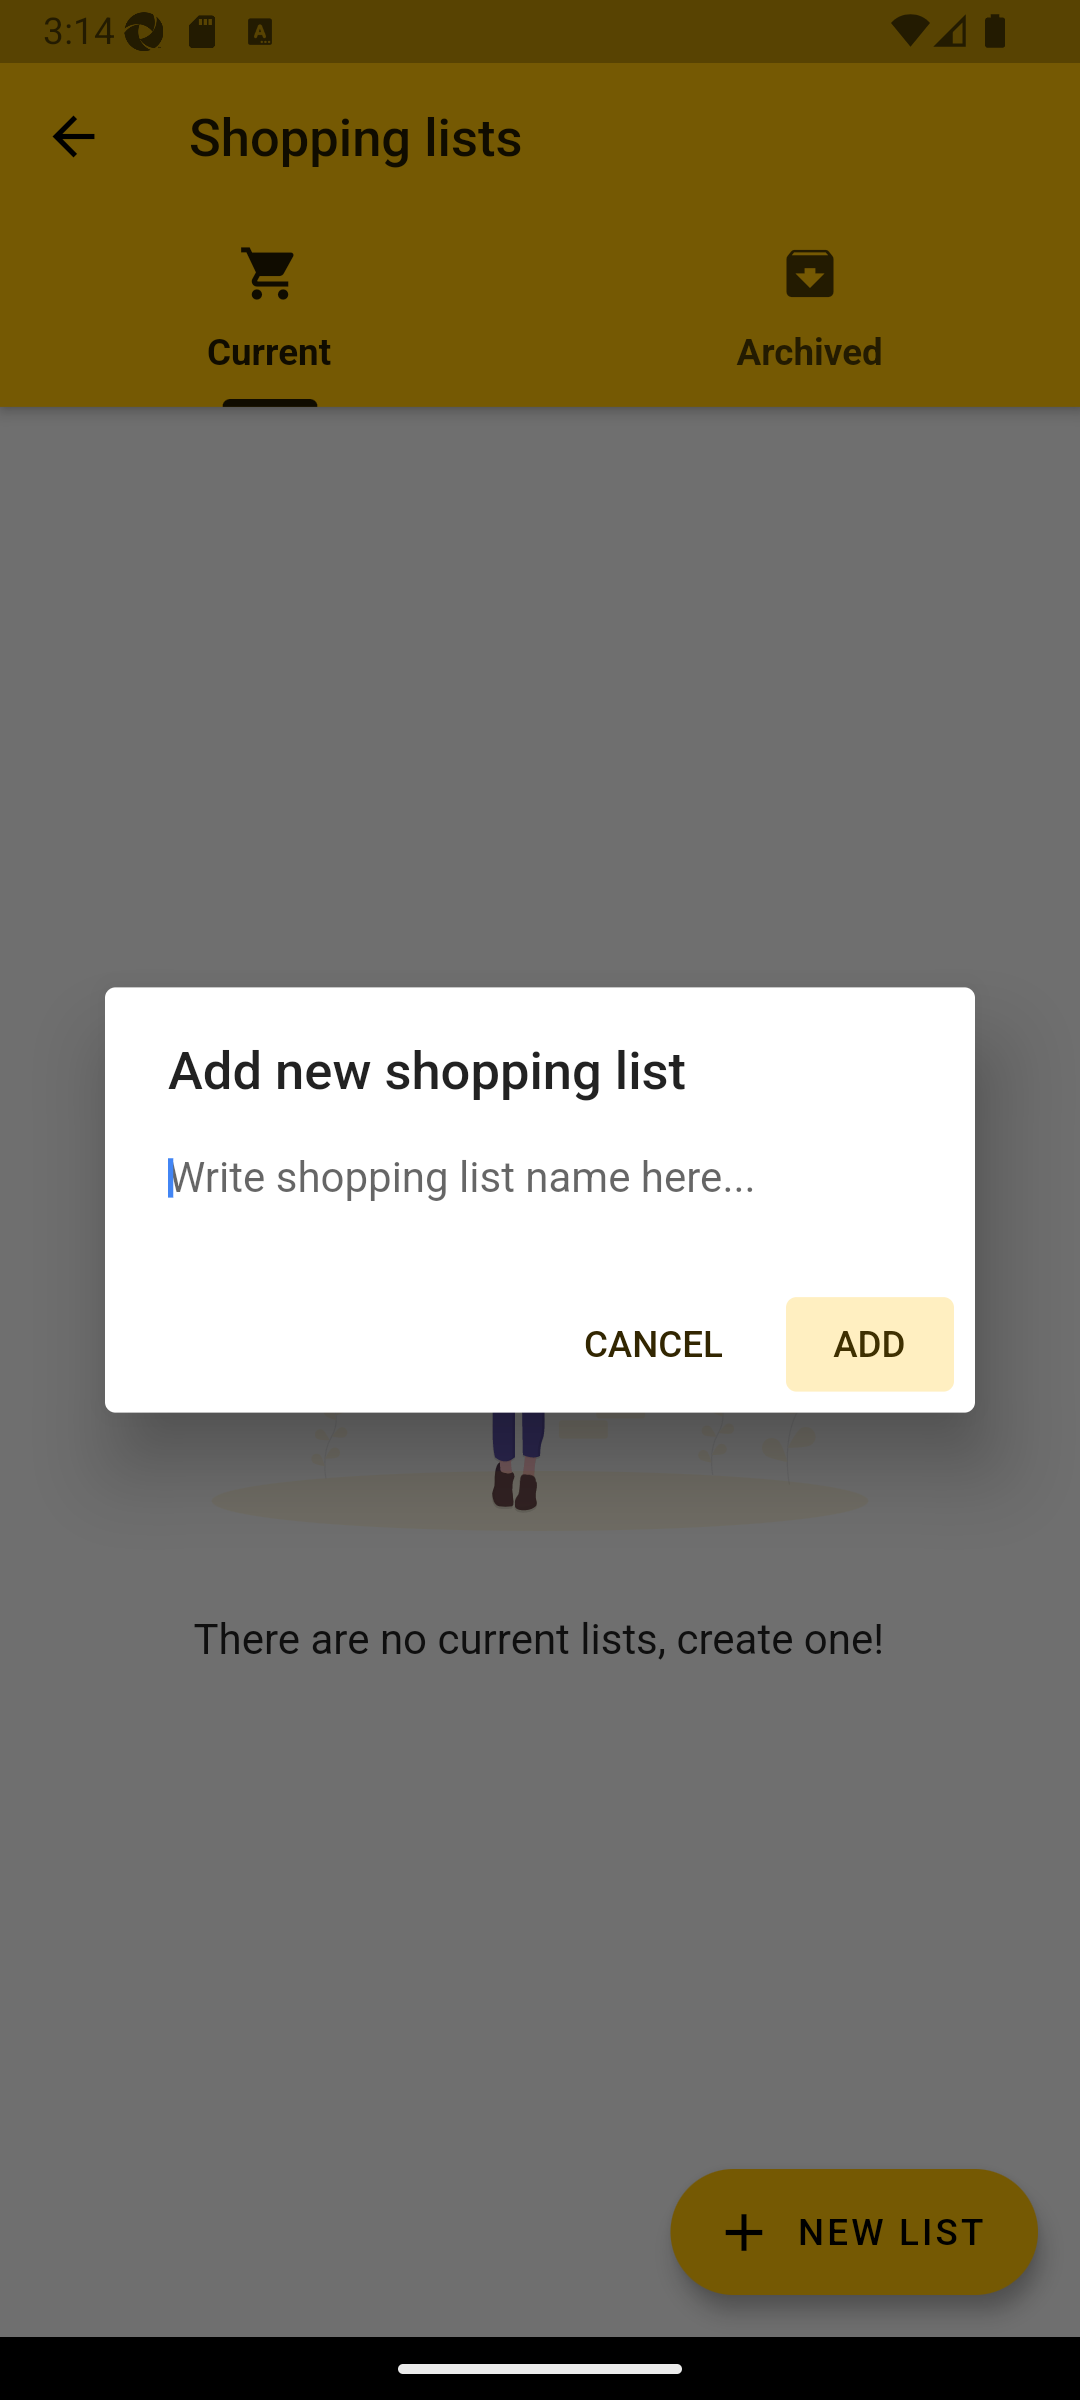 3:14
Shopping lists
Current
Archived
Add new shopping list
Write shopping list name here...
CANCEL
ADD
There are no current lists, create one!
NEW LIST